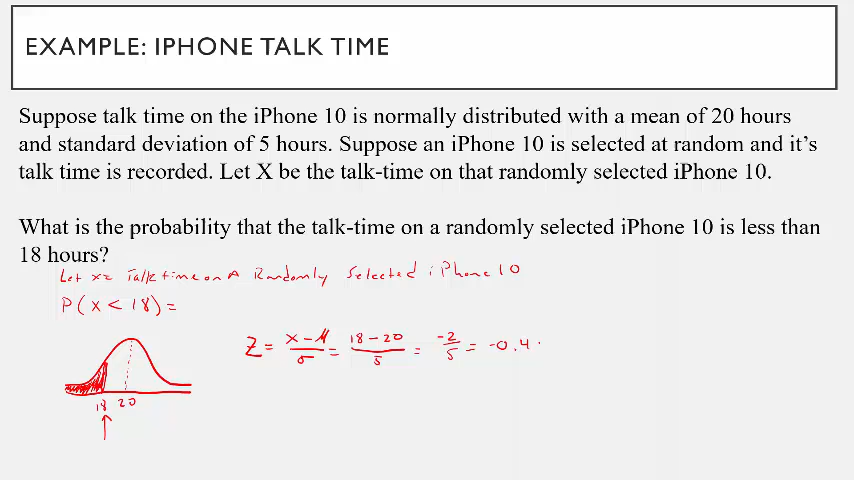 EXAMPLE: IPHONE TALK TIME
Suppose talk time on the iPhone 10 is normally distributed with a mean of 20 hours
and standard deviation of 5 hours. Suppose an iPhone 10 is selected at random and it's
talk time is recorded. Let X be the talk-time on that randomly selected iPhone 10.
What is the probability that the talk-time on a randomly selected iPhone 10 is less than
18 hours?
Let x= Talk time on A Randomly Selected iPhone 10
P(x < 18) =
Z = x-μ/σ = 18-20/5 = -2/5 = -0.4
18 20